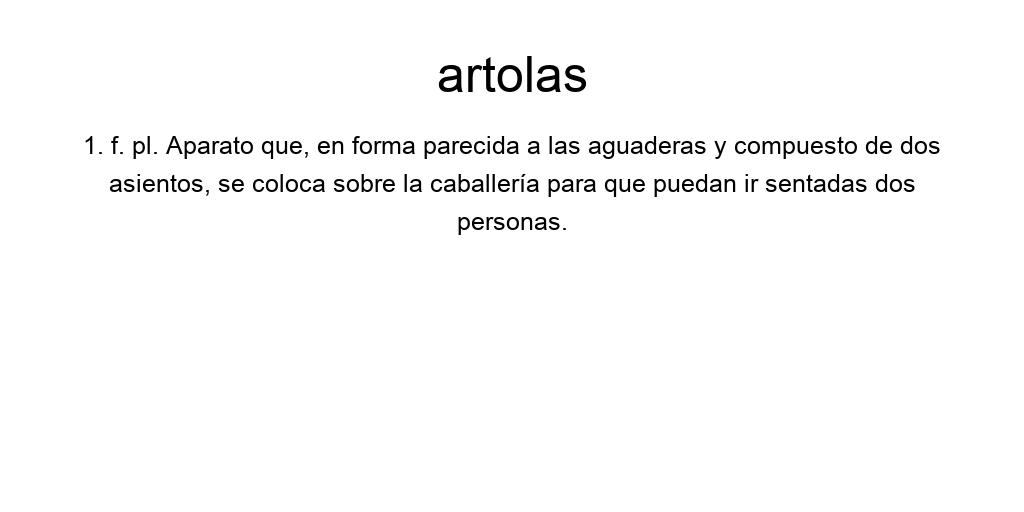 artolas
1. f. pl. Aparato que, en forma parecida a las aguaderas y compuesto de dos
asientos, se coloca sobre la caballería para que puedan ir sentadas dos
personas.